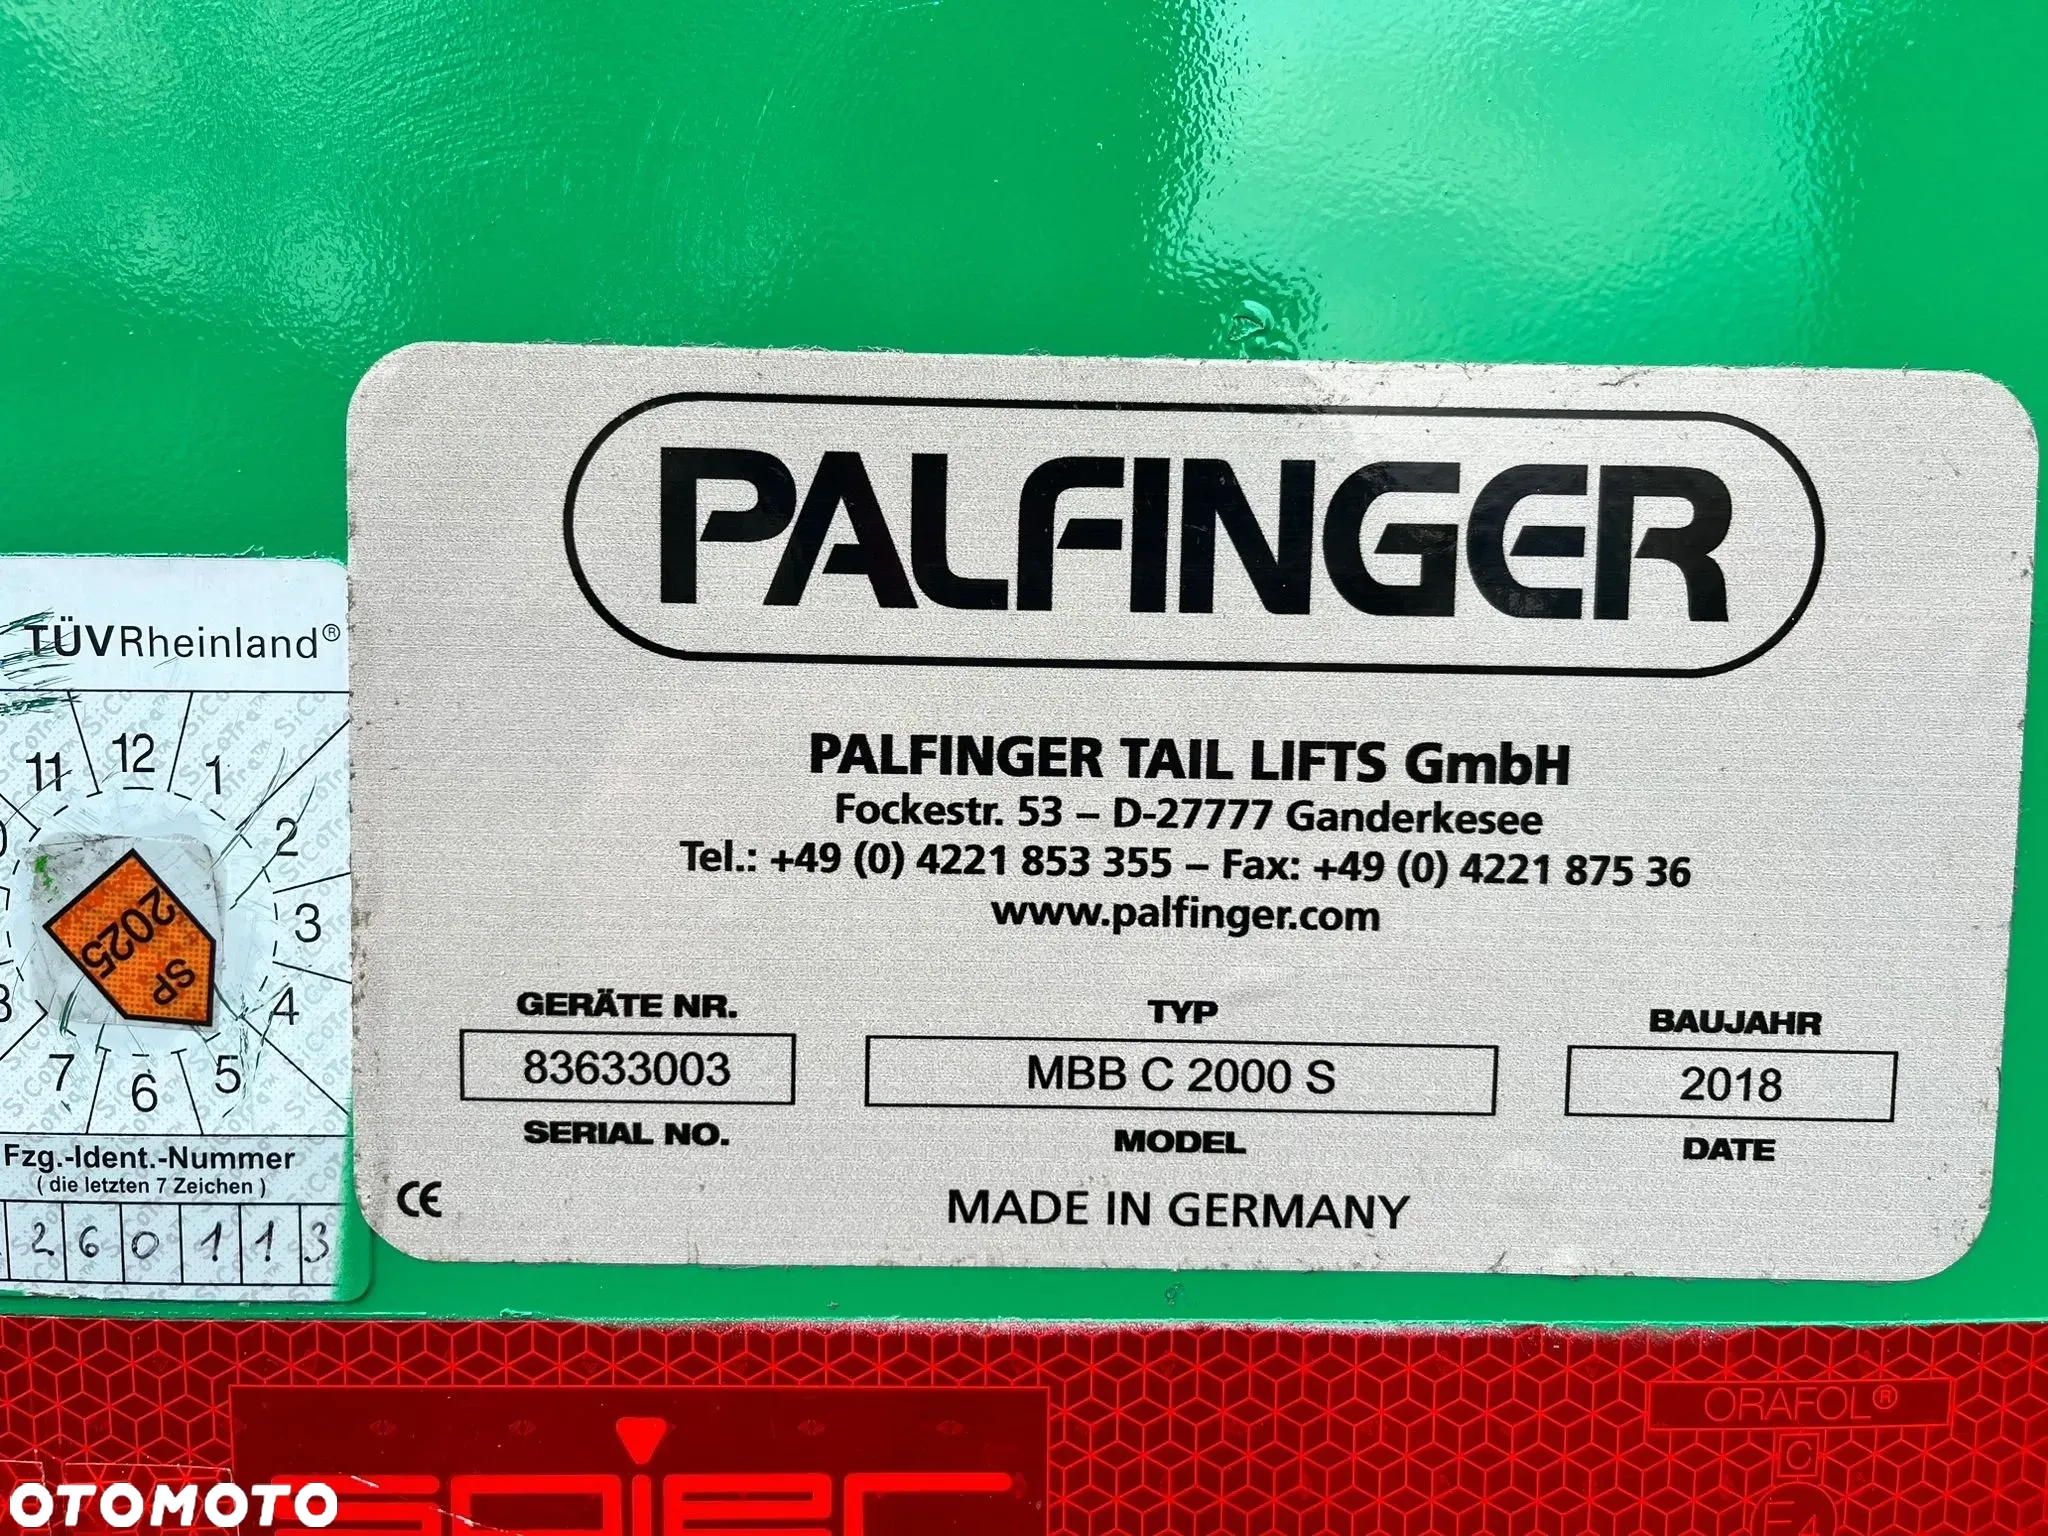 PALFINGER
PALFINGER TAIL LIFTS GmbH
Fockestr. 53 – D-27777 Ganderkesee
Tel.: +49 (0) 4221 853 355 – Fax: +49 (0) 4221 875 36
www.palfinger.com
GERÄTE NR.
83633003
SERIAL NO.
TYP
MBB C 2000 S
MODEL
BAUJAHR
2018
DATE
CE
MADE IN GERMANY
TÜVRheinland®
11 12 1
2
3
4
5
6
7
SP
2025
Fzg.-Ident.-Nummer
( die letzten 7 Zeichen )
2 6 0 1 1 3
ORAFOL®
C
spier
OTOMOTO